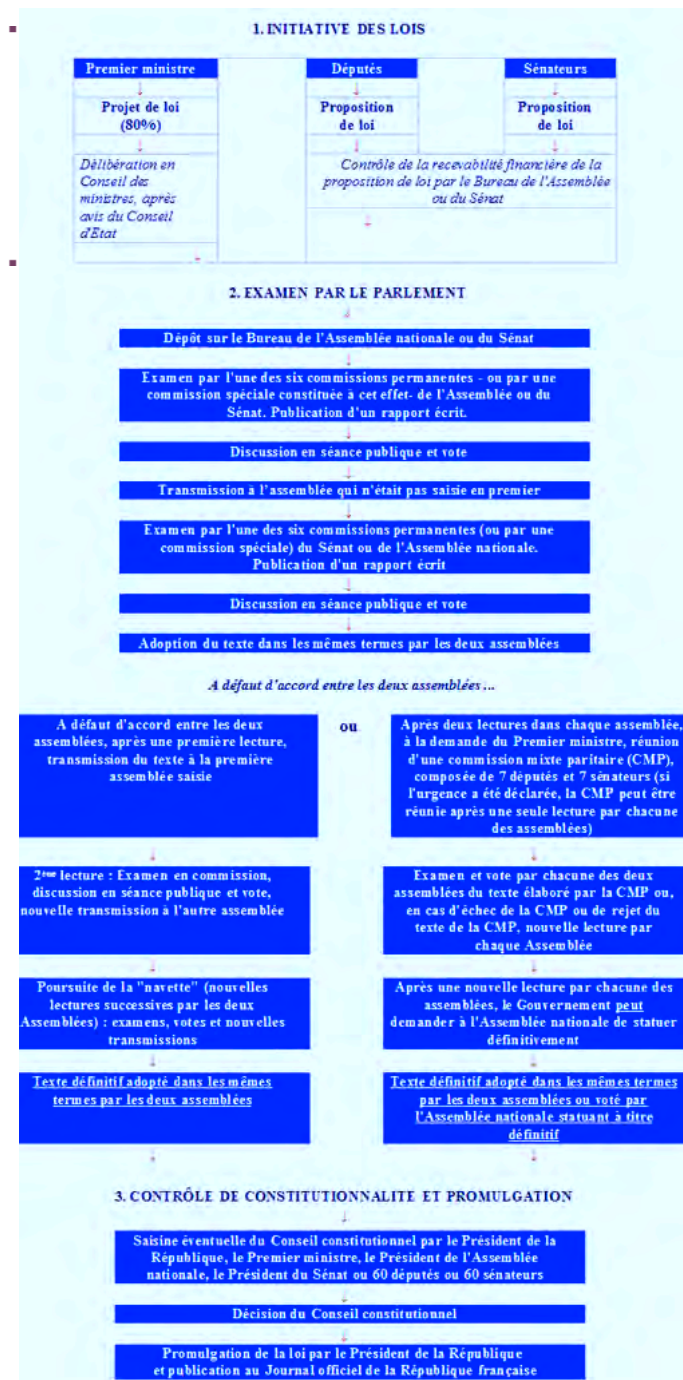 1. INITIATIVE DES LOIS
Premier ministre
Projet de loi
(80%)
Délibération en
Conseil des
ministres, après
avis du Conseil
d'Etat
Députés
Proposition
de loi
Sénateurs
Proposition
de loi
Contrôle de la recevabilité financière de la
proposition de loi par le Bureau de l'Assemblée
ou du Sénat
2. EXAMEN PAR LE PARLEMENT
Dépôt sur le Bureau de l'Assemblée nationale ou du Sénat
Examen par l'une des six commissions permanentes - ou par une
commission spéciale constituée à cet effet- de l'Assemblée ou du
Sénat. Publication d'un rapport écrit.
Discussion en séance publique et vote
Transmission à l'assemblée qui n'était pas saisie en premier
Examen par l'une des six commissions permanentes (ou par une
commission spéciale) du Sénat ou de l'Assemblée nationale.
Publication d'un rapport écrit
Discussion en séance publique et vote
Adoption du texte dans les mêmes termes par les deux assemblées
A défaut d'accord entre les deux assemblées ...
A défaut d'accord entre les deux
assemblées, après une première lecture,
transmission du texte à la première
assemblée saisie
2ème lecture : Examen en commission,
discussion en séance publique et vote,
nouvelle transmission à l'autre assemblée
Poursuite de la "navette" (nouvelles
lectures successives par les deux
Assemblées) : examens, votes et nouvelles
transmissions
Texte définitif adopté dans les mêmes
termes par les deux assemblées
ou
Après deux lectures dans chaque assemblée,
à la demande du Premier ministre, réunion
d'une commission mixte paritaire (CMP),
composée de 7 députés et 7 sénateurs (si
l'urgence a été déclarée, la CMP peut être
réunie après une seule lecture par chacune
des assemblées)
Examen et vote par chacune des deux
assemblées du texte élaboré par la CMP ou,
en cas d'échec de la CMP ou de rejet du
texte de la CMP, nouvelle lecture par
chaque Assemblée
Après une nouvelle lecture par chacune des
assemblées, le Gouvernement peut
demander à l'Assemblée nationale de statuer
définitivement
Texte définitif adopté dans les mêmes termes
par les deux assemblées ou voté par
l'Assemblée nationale statuant à titre
définitif
3. CONTRÔLE DE CONSTITUTIONNALITE ET PROMULGATION
Saisine éventuelle du Conseil constitutionnel par le Président de la
République, le Premier ministre, le Président de l'Assemblée
nationale, le Président du Sénat ou 60 députés ou 60 sénateurs
Décision du Conseil constitutionnel
Promulgation de la loi par le Président de la République
et publication au Journal officiel de la République française